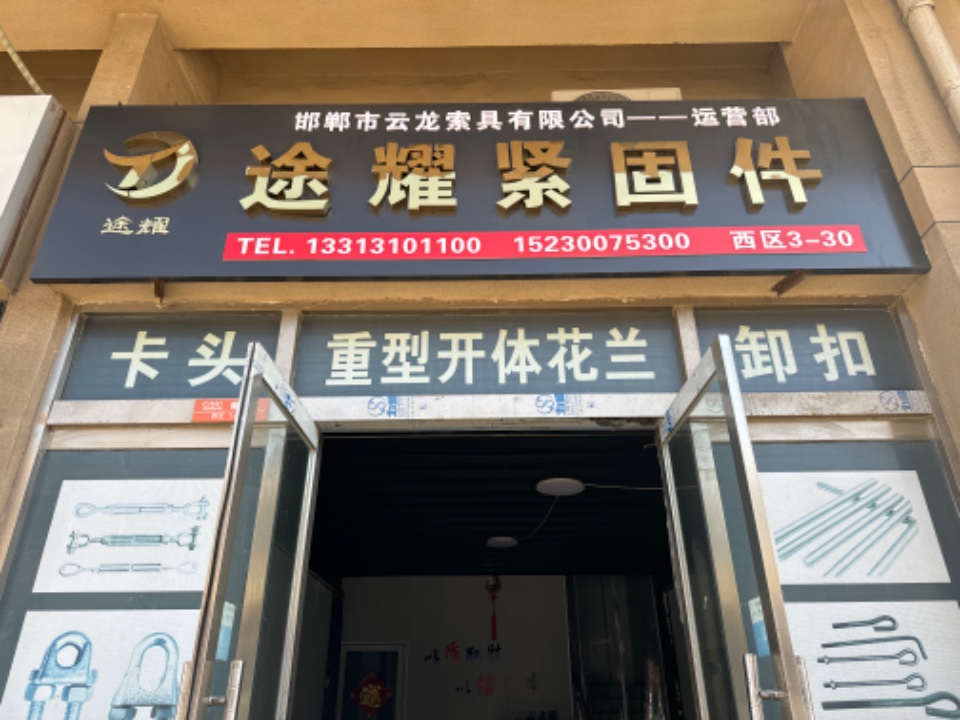 邯郸市云龙索具有限公司——运营部
途耀紧固件
途耀
TEL. 13313101100 15230075300 西区3-30
卡头 重型开体花兰 卸扣